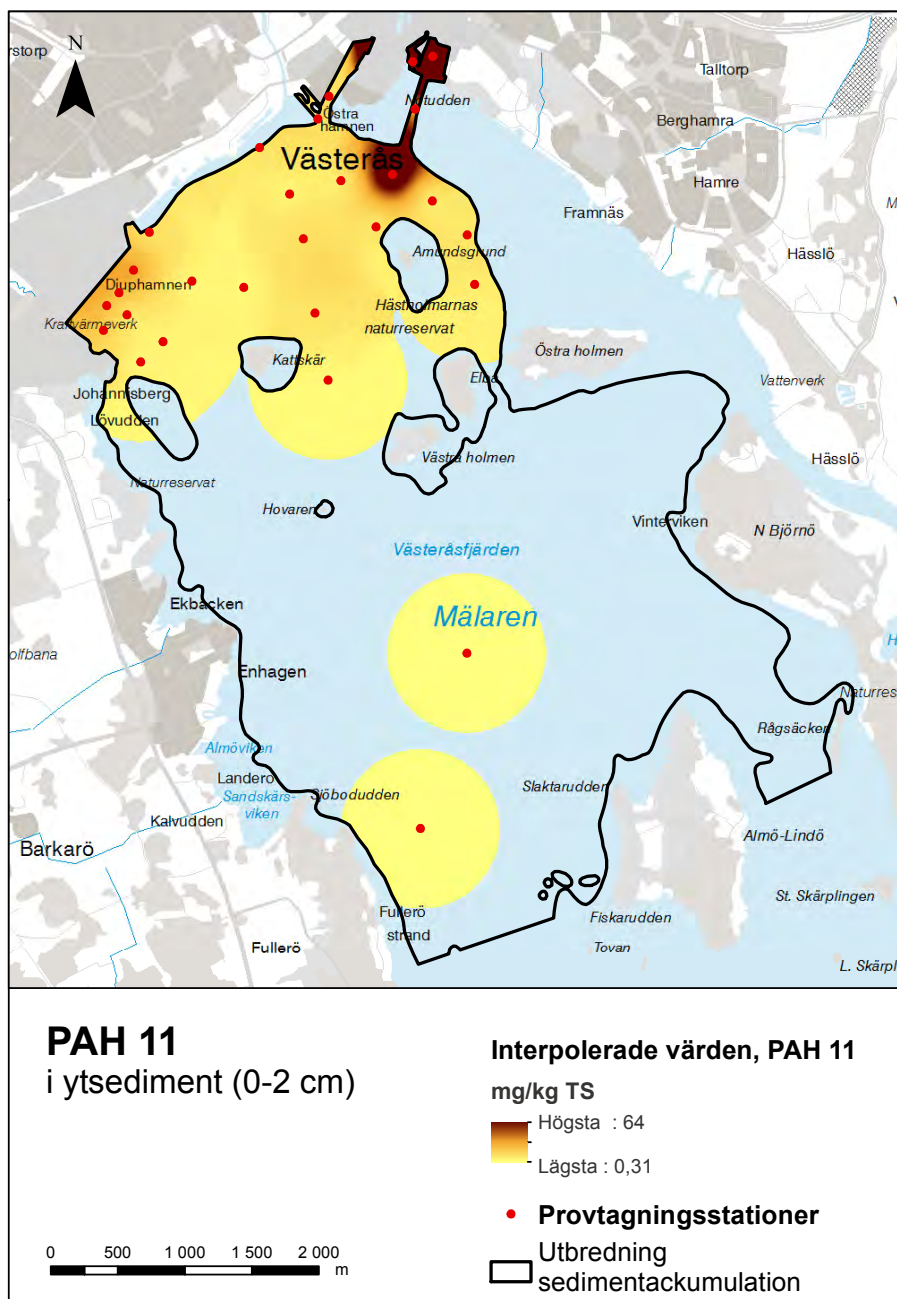 rstorp
N
Talltorp
Notudden
Östra
hamnen
Berghamra
Västerås
Hamre
Framnäs
Hässlö
Amundsgrund
Djuphamnen
Hästholmarnas
naturreservat
Kraftvärmeverk
Östra holmen
Kattskär
Elba
Vattenverk
Johannisberg
Lövudden
Västra holmen
Hässlö
Naturreservat
Hovaren
Vinterviken
N Björnö
Västeråsfjärden
Mälaren
Ekbacken
olfbana
Enhagen
Naturres
Rågsäcken
Almöviken
Landerö
Sandskärs-
viken
Sjöbodudden
Slaktarudden
Kalvudden
Almö-Lindö
Barkarö
St. Skärplingen
Fullerö
strand
Fiskarudden
Fullerö
Tovan
L. Skärpl
PAH 11
i ytsediment (0-2 cm)
Interpolerade värden, PAH 11
mg/kg TS
Högsta : 64
Lägsta : 0,31
Provtagningsstationer
Utbredning
sedimentackumulation
0 500 1 000 1 500 2 000
m